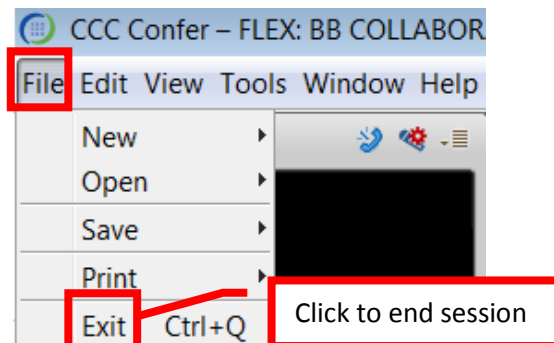 CCC Confer – FLEX: BB COLLABOR
File Edit View Tools Window Help
New
Open
Save
Print
Exit Ctrl+Q
Click to end session